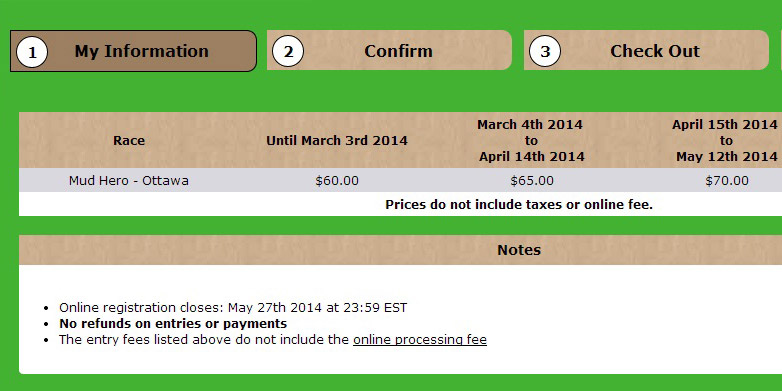 1 My Information 2 Confirm 3 Check Out
Race Until March 3rd 2014 March 4th 2014 to April 14th 2014 April 15th 2014 to May 12th 2014
Mud Hero - Ottawa $60.00 $65.00 $70.00
Prices do not include taxes or online fee.
Notes
Online registration closes: May 27th 2014 at 23:59 EST
No refunds on entries or payments
The entry fees listed above do not include the online processing fee